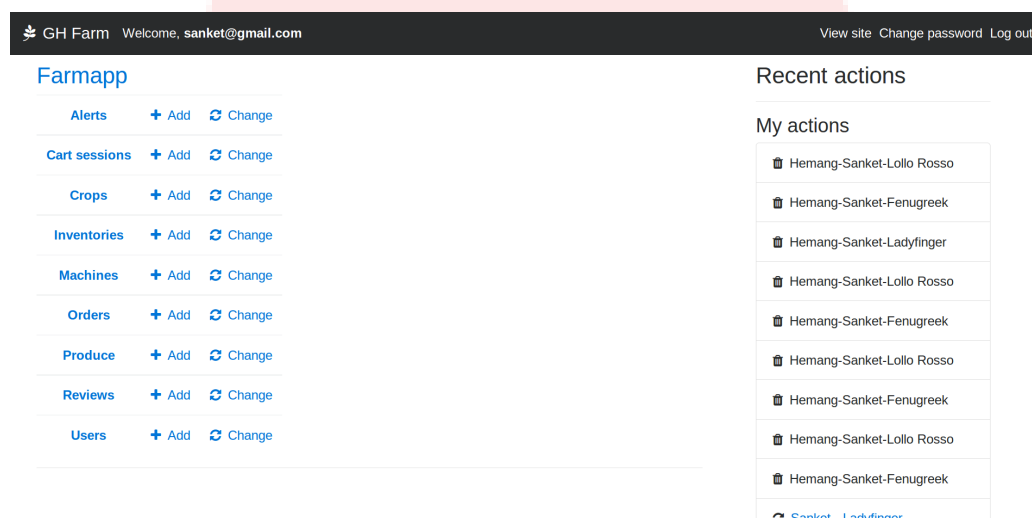 GH Farm Welcome, sanket@gmail.com View site Change password Log out
Farmapp
Alerts Add Change
Cart sessions Add Change
Crops Add Change
Inventories Add Change
Machines Add Change
Orders Add Change
Produce Add Change
Reviews Add Change
Users Add Change
Recent actions
My actions
Hemang-Sanket-Lollo Rosso
Hemang-Sanket-Fenugreek
Hemang-Sanket-Ladyfinger
Hemang-Sanket-Lollo Rosso
Hemang-Sanket-Fenugreek
Hemang-Sanket-Lollo Rosso
Hemang-Sanket-Fenugreek
Hemang-Sanket-Lollo Rosso
Hemang-Sanket-Fenugreek
Sanket - Ladyfinger